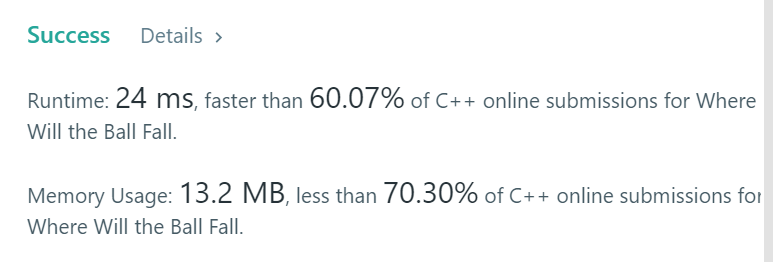 Success Details >
Runtime: 24 ms, faster than 60.07% of C++ online submissions for Where
Will the Ball Fall.
Memory Usage: 13.2 MB, less than 70.30% of C++ online submissions for
Where Will the Ball Fall.